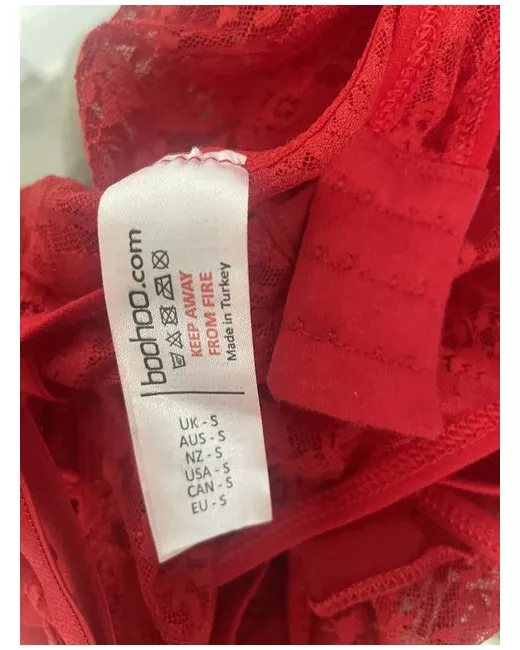 boohoo.com
KEEP AWAY
FROM FIRE
Made in Turkey
UK - S
AUS - S
NZ - S
USA - S
CAN - S
EU - S